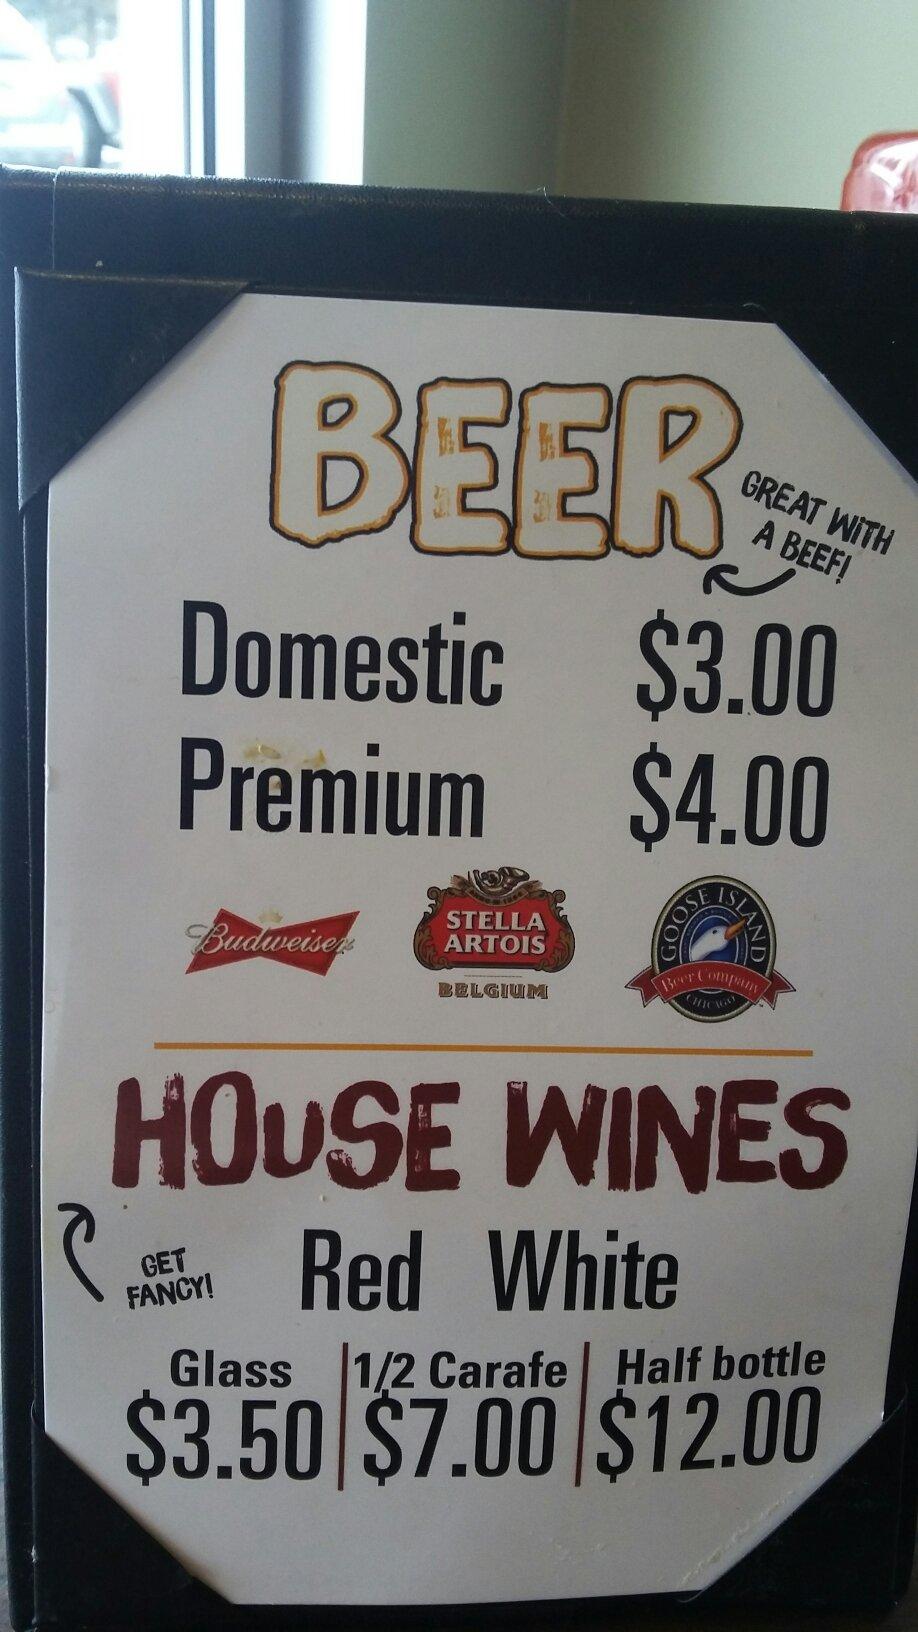 BEER
GREAT WITH
A BEEF!
Domestic $3.00
Premium $4.00
Budweiser
STELLA
ARTOIS
BELGIUM
GOOSE ISLAND
Beer Company
CHICAGO
HOUSE WINES
GET
FANCY!
Red White
Glass 1/2 Carafe Half bottle
$3.50 $7.00 $12.00